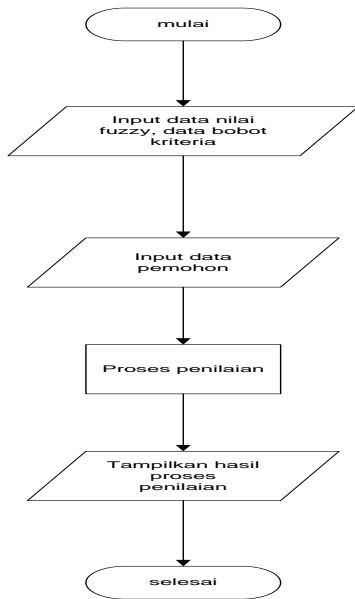 mulai
Input data nilai
fuzzy, data bobot
kriteria
Input data
pemohon
Proses penilaian
Tampilkan hasil
proses
penilaian
selesai